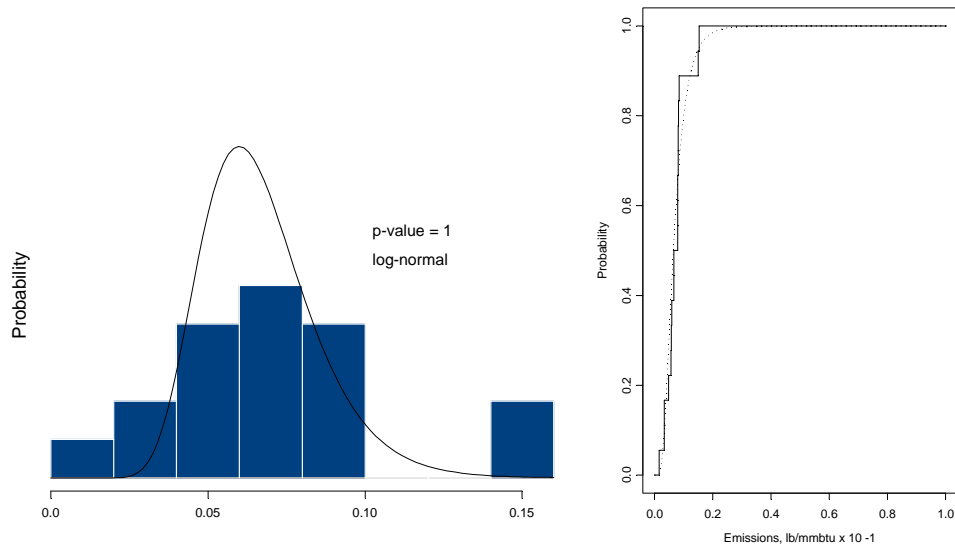 Probability
p-value = 1
log-normal
0.0 0.05 0.10 0.15
Probability
1.0
0.8
0.6
0.4
0.2
0.0
0.0 0.2 0.4 0.6 0.8 1.0
Emissions, lb/mmbtu x 10 -1